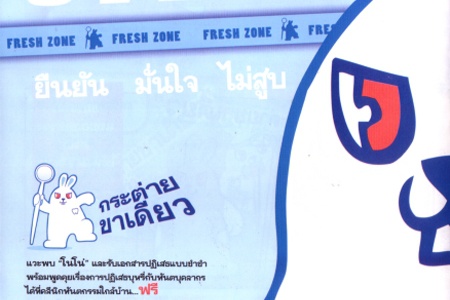 FRESH ZONE FRESH ZONE FRESH ZONE FRESH
ยืนยัน มั่นใจ ไม่สูบ
กระต่าย
ขาเดียว
แวะพบ "โนโน่" และรับเอกสารปฏิเสธแบบขำขำ
พร้อมพูดคุยเรื่องการปฏิเสธบุหรี่กับทันตบุคลากร
ได้ที่คลินิกทันตกรรมใกล้บ้าน...ฟรี